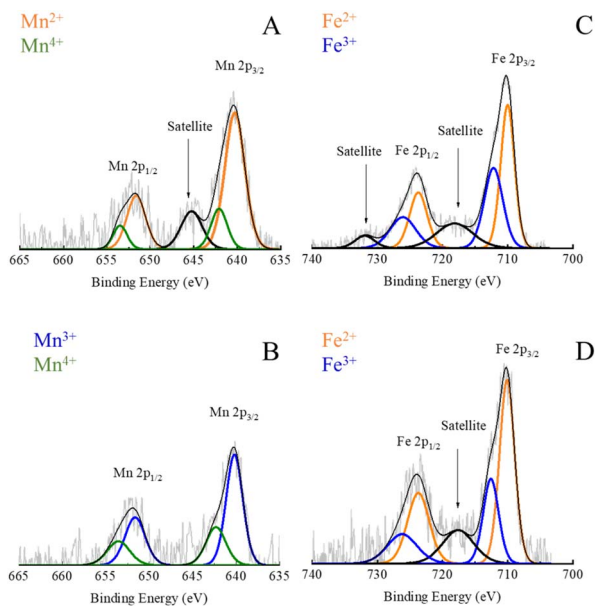 Mn²⁺
Mn⁴⁺
A
Mn 2p₃/₂
Satellite
Mn 2p₁/₂
665 660 655 650 645 640 635
Binding Energy (eV)
Fe²⁺
Fe³⁺
C
Fe 2p₃/₂
Satellite
Fe 2p₁/₂
Satellite
740 730 720 710 700
Binding Energy (eV)
Mn³⁺
Mn⁴⁺
B
Mn 2p₃/₂
Mn 2p₁/₂
665 660 655 650 645 640 635
Binding Energy (eV)
Fe²⁺
Fe³⁺
D
Fe 2p₃/₂
Satellite
Fe 2p₁/₂
740 730 720 710 700
Binding Energy (eV)